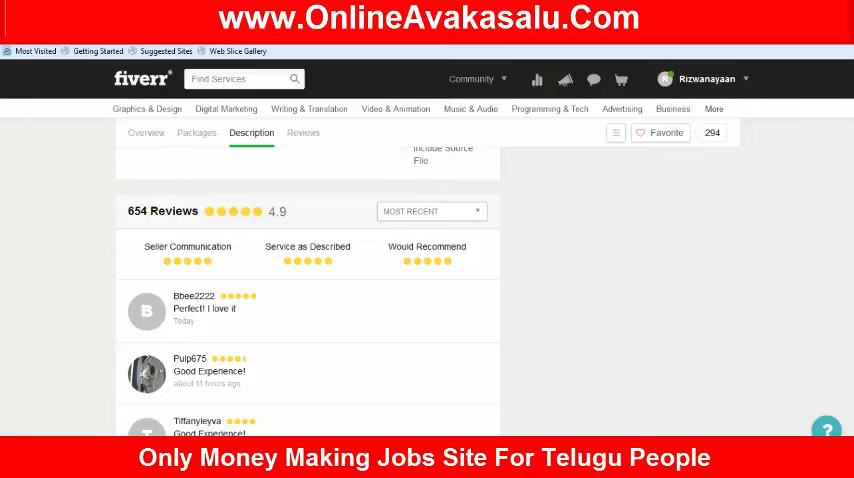 www.OnlineAvakasalu.Com
Most Visited Getting Started Suggested Sites Web Slice Gallery
fiverr® Find Services Community R Rizwanayaan
Graphics & Design Digital Marketing Writing & Translation Video & Animation Music & Audio Programming & Tech Advertising Business More
Overview Packages Description Reviews Favorite 294
Include Source
File
654 Reviews 4.9 MOST RECENT
Seller Communication Service as Described Would Recommend
B
Bbee2222
Perfect! I love it
Today
Pulp675
Good Experience!
about 11 hours ago
T
Tiffanyleyva
Good Experience!
?
Only Money Making Jobs Site For Telugu People